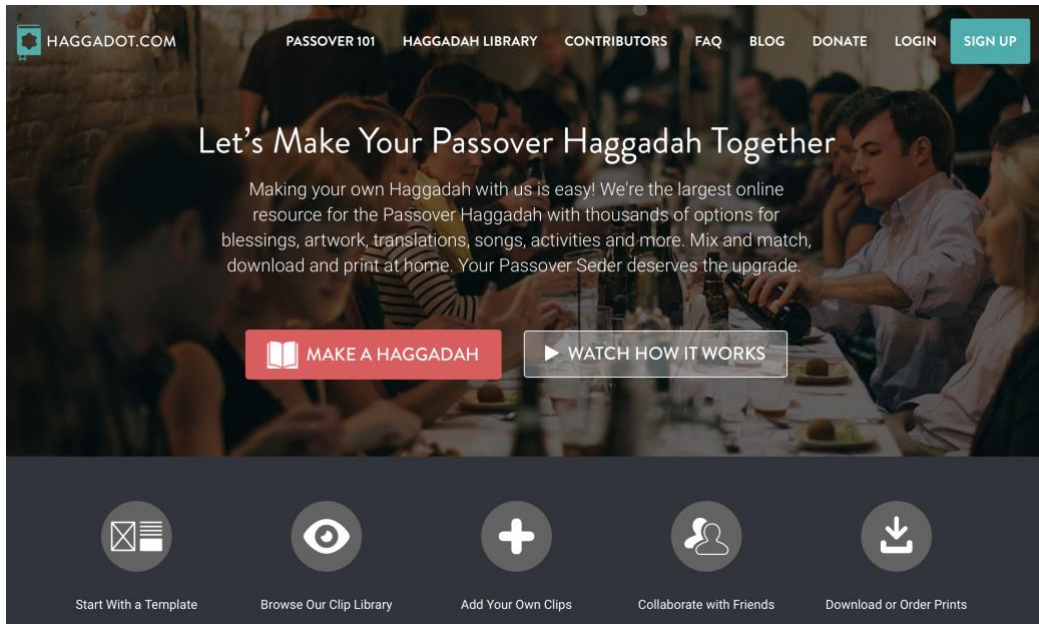 HAGGADOT.COM
PASSOVER 101 HAGGADAH LIBRARY CONTRIBUTORS FAQ BLOG DONATE LOGIN SIGN UP
Let's Make Your Passover Haggadah Together
Making your own Haggadah with us is easy! We're the largest online
resource for the Passover Haggadah with thousands of options for
blessings, artwork, translations, songs, activities and more. Mix and match,
download and print at home. Your Passover Seder deserves the upgrade.
MAKE A HAGGADAH WATCH HOW IT WORKS
Start With a Template Browse Our Clip Library Add Your Own Clips Collaborate with Friends Download or Order Prints